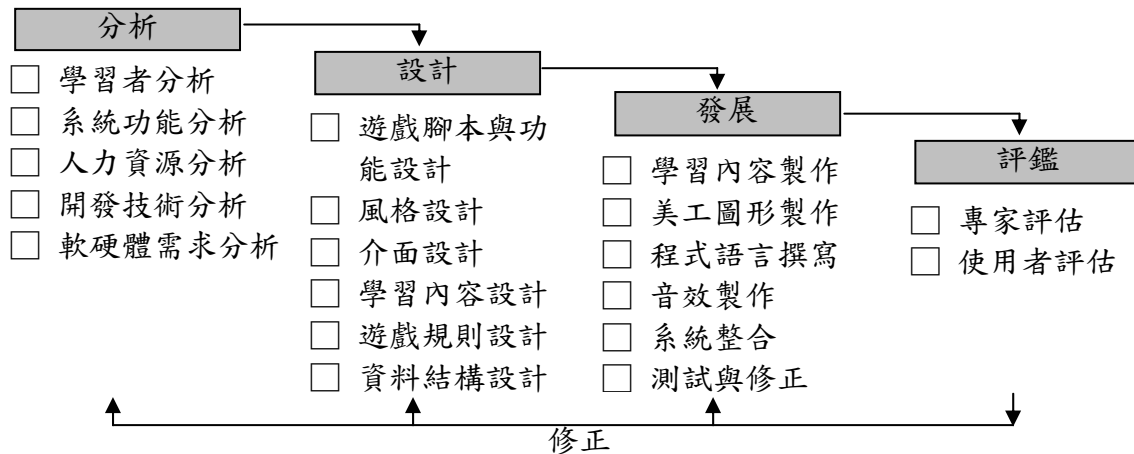 分析
□ 學習者分析
□ 系統功能分析
□ 人力資源分析
□ 開發技術分析
□ 軟硬體需求分析
設計
□ 遊戲腳本與功
能設計
□ 風格設計
□ 介面設計
□ 學習內容設計
□ 遊戲規則設計
□ 資料結構設計
發展
□ 學習內容製作
□ 美工圖形製作
□ 程式語言撰寫
□ 音效製作
□ 系統整合
□ 測試與修正
評鑑
□ 專家評估
□ 使用者評估
修正